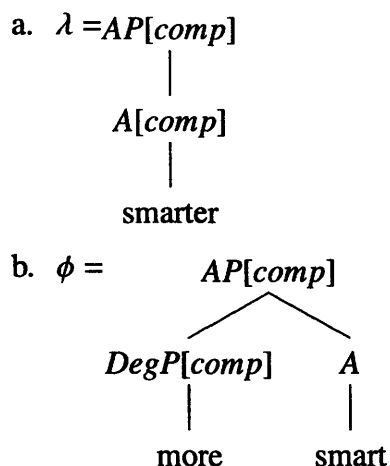 a. λ =AP[comp]
A[comp]
smarter
b. ϕ = AP[comp]
DegP[comp] A
more smart